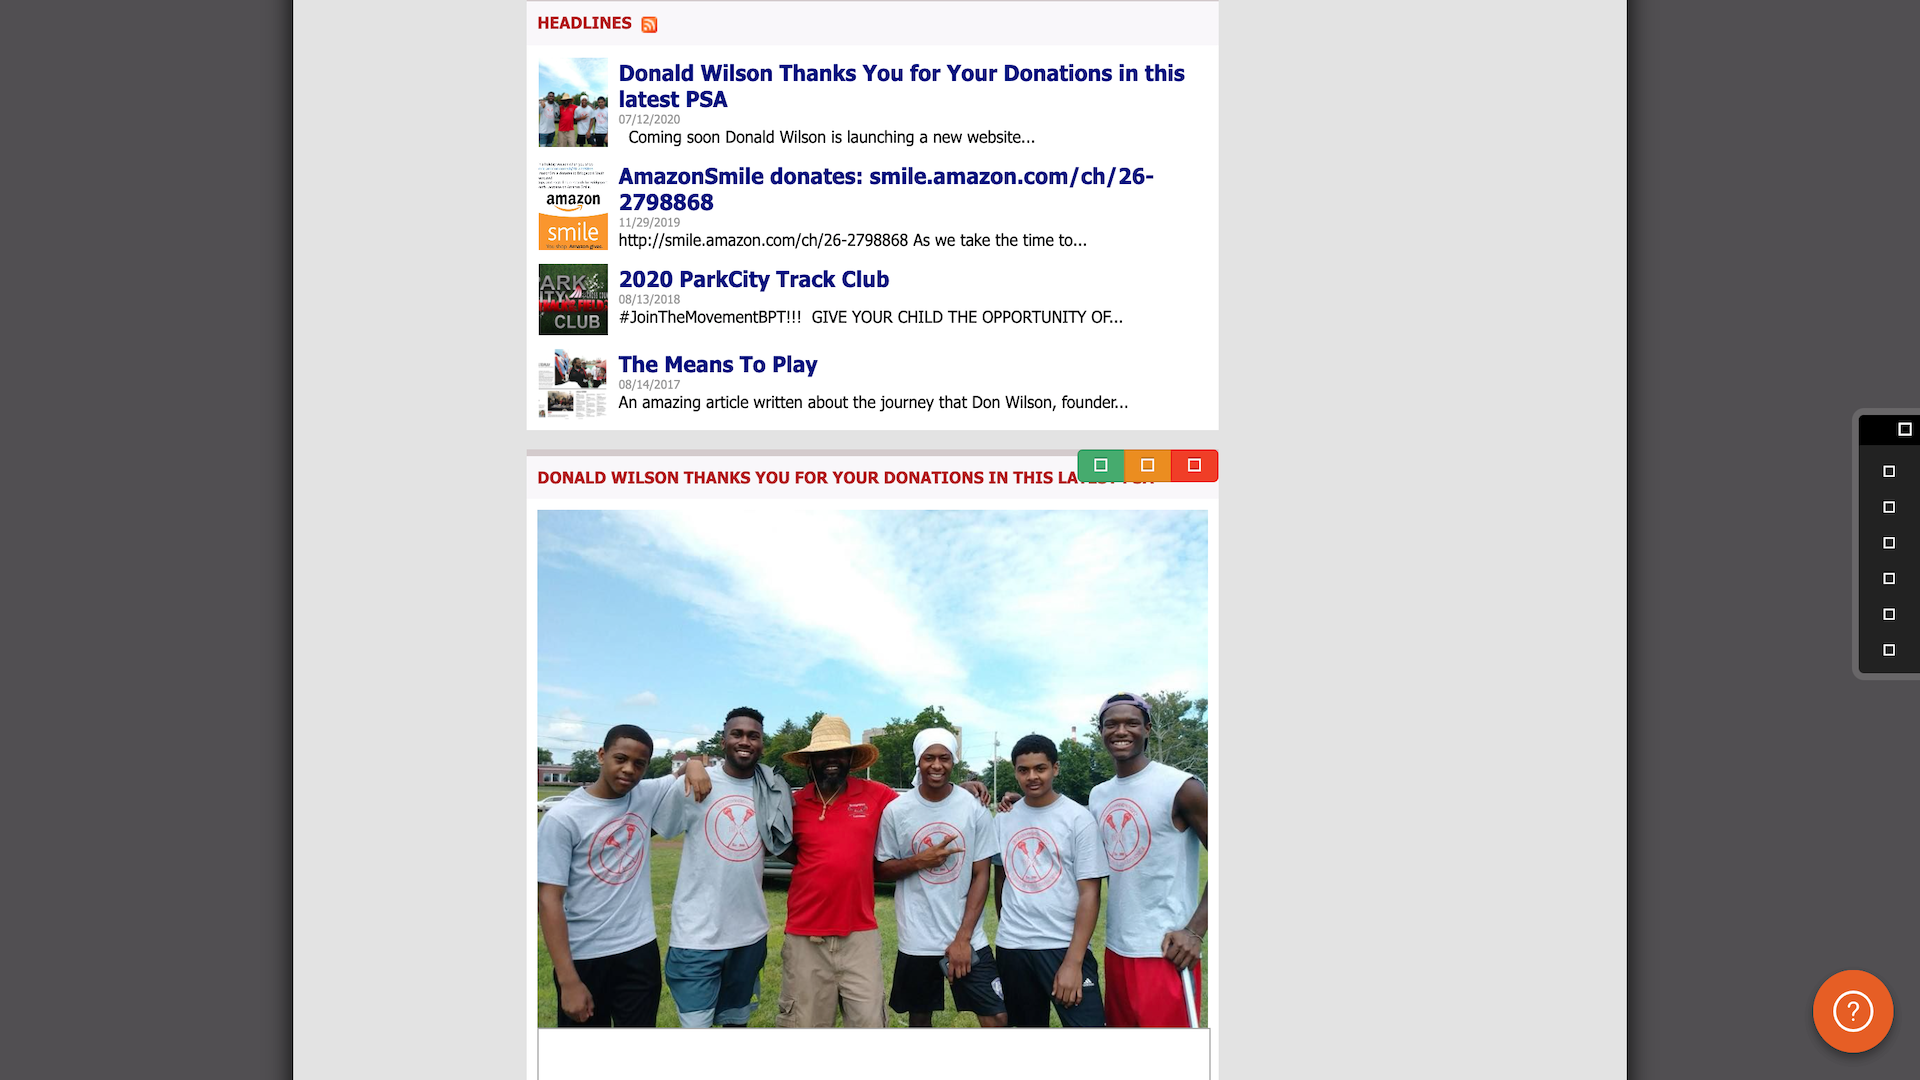 HEADLINES
Donald Wilson Thanks You for Your Donations in this
latest PSA
07/12/2020
Coming soon Donald Wilson is launching a new website...
amazon
smile
AmazonSmile donates: smile.amazon.com/ch/26-
2798868
11/29/2019
http://smile.amazon.com/ch/26-2798868 As we take the time to...
CLUB
2020 ParkCity Track Club
08/13/2018
#JoinTheMovementBPT!!! GIVE YOUR CHILD THE OPPORTUNITY OF...
The Means To Play
08/14/2017
An amazing article written about the journey that Don Wilson, founder...
DONALD WILSON THANKS YOU FOR YOUR DONATIONS IN THIS
?